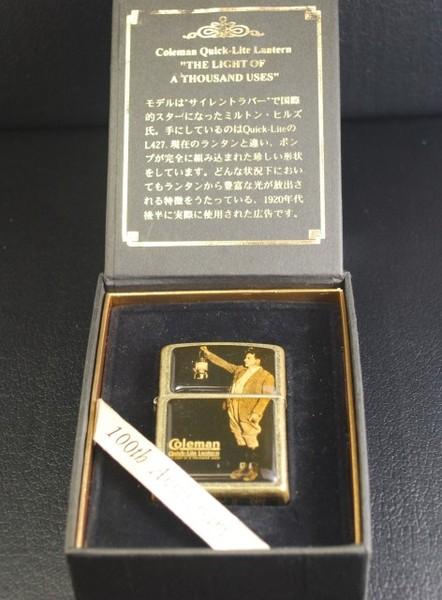 Coleman Quick-Lite Lantern
"THE LIGHT OF
A THOUSAND USES"
モデルは"サイレントラバー"で国際
的スターになったミルトン・ヒルズ
氏。手にしているのはQuick-Liteの
L427.現在のランタンと違い、ポン
プが完全に組み込まれた珍しい形状
をしています。どんな状況下におい
てもランタンから豊富な光が放出さ
れる特徴をうたっている、1920年代
後半に実際に使用された広告です。
Coleman
Quick-Lite Lantern
100th